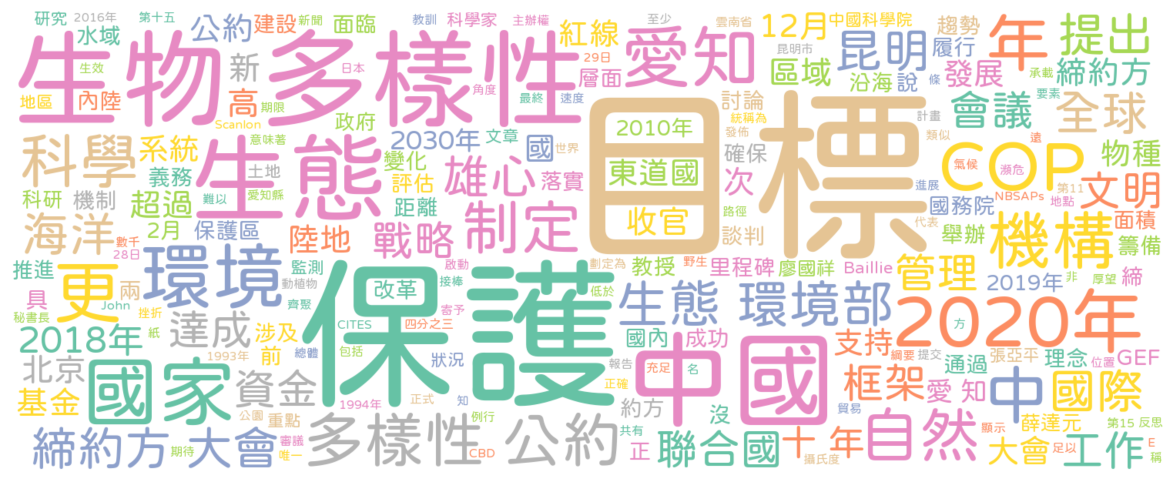 研究 2016年 第十五 新聞 教訓 科學家 主辦權 至少 雲南省 中國科學院 趨勢
水域 公約 建設 面臨 紅線 12月 昆明 年 提出
生物多樣性 愛知 29日 昆明市 履行
生效 日本 層面 區域 沿海 說 發展 承載 締約方
地區 內陸 新 高 期限 角度 最終 速度 條 要素
Scanlon 政府 討論 統稱為 發佈 計畫 會議 全球
意味著 2030年 文章 國 世界 2010年 類似 遠
科學 系統 生態 變化 雄心 目標 確保 COP 物種
義務 土地 評估 落實 東道國 次 進展 氣候 瀕危 文明
科研 機制 超過 難以 愛知縣 距離 路徑 國務院 NBSAPs 第11 地點
海洋 2月 保護區 陸地 戰略 制定 收官 談判 代表 舉辦 機構 面積
數千 28日 籌備
推進 更 環境 監測 啟動 接棒 劃定為 野生 教授 里程碑 廖國祥 Baillie 管理 2019年 非 厚望 締
具 兩 動植物 保護 改革 寄予 低於 生態 環境部
秘書長 John 挫折 齊聚 CITES 四分之三 2020年 方
2018年 紙 達成 涉及 總體 包括 狀況 國內 成功 支持 綱要 提交 張亞平 位置
北京 1993年 前 報告 充足 名 中國 通過 理念 GEF
基金 國家 資金 1994年 正式 正確 知 框架 愛 知 中 國際
公園 重點 例行 約方 沒 貿易 自然 薛達元 第15 反思
締約方 大會 審議 期待 唯一 多樣性 公約 共有 CBD 正 聯合國 十 年 攝氏度 顯示 大會 足以 工作 E 稱